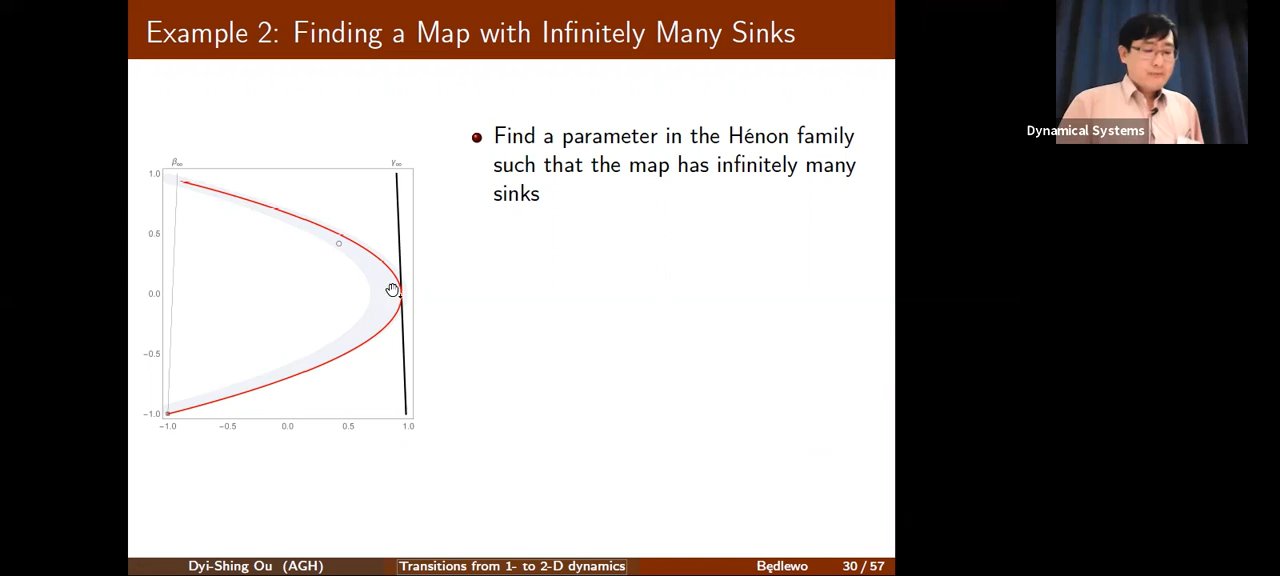 Example 2: Finding a Map with Infinitely Many Sinks
Dynamical Systems
Find a parameter in the Hénon family
such that the map has infinitely many
sinks
β∞ γ∞
1.0
0.5
0.0
−0.5
−1.0
−1.0 −0.5 0.0 0.5 1.0
Dyi-Shing Ou (AGH) Transitions from 1- to 2-D dynamics Będlewo 30 / 57